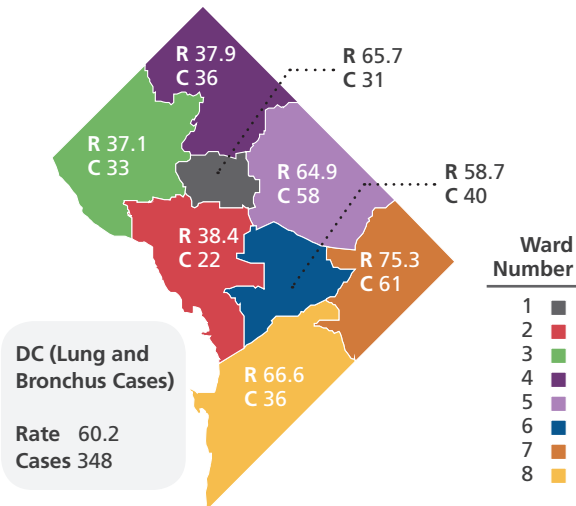 R 37.9
C 36
R 65.7
C 31
R 37.1
C 33
R 64.9
C 58
R 58.7
C 40
R 38.4
C 22
R 75.3
C 61
R 66.6
C 36
DC (Lung and
Bronchus Cases)
Rate 60.2
Cases 348
Ward
Number
1
2
3
4
5
6
7
8